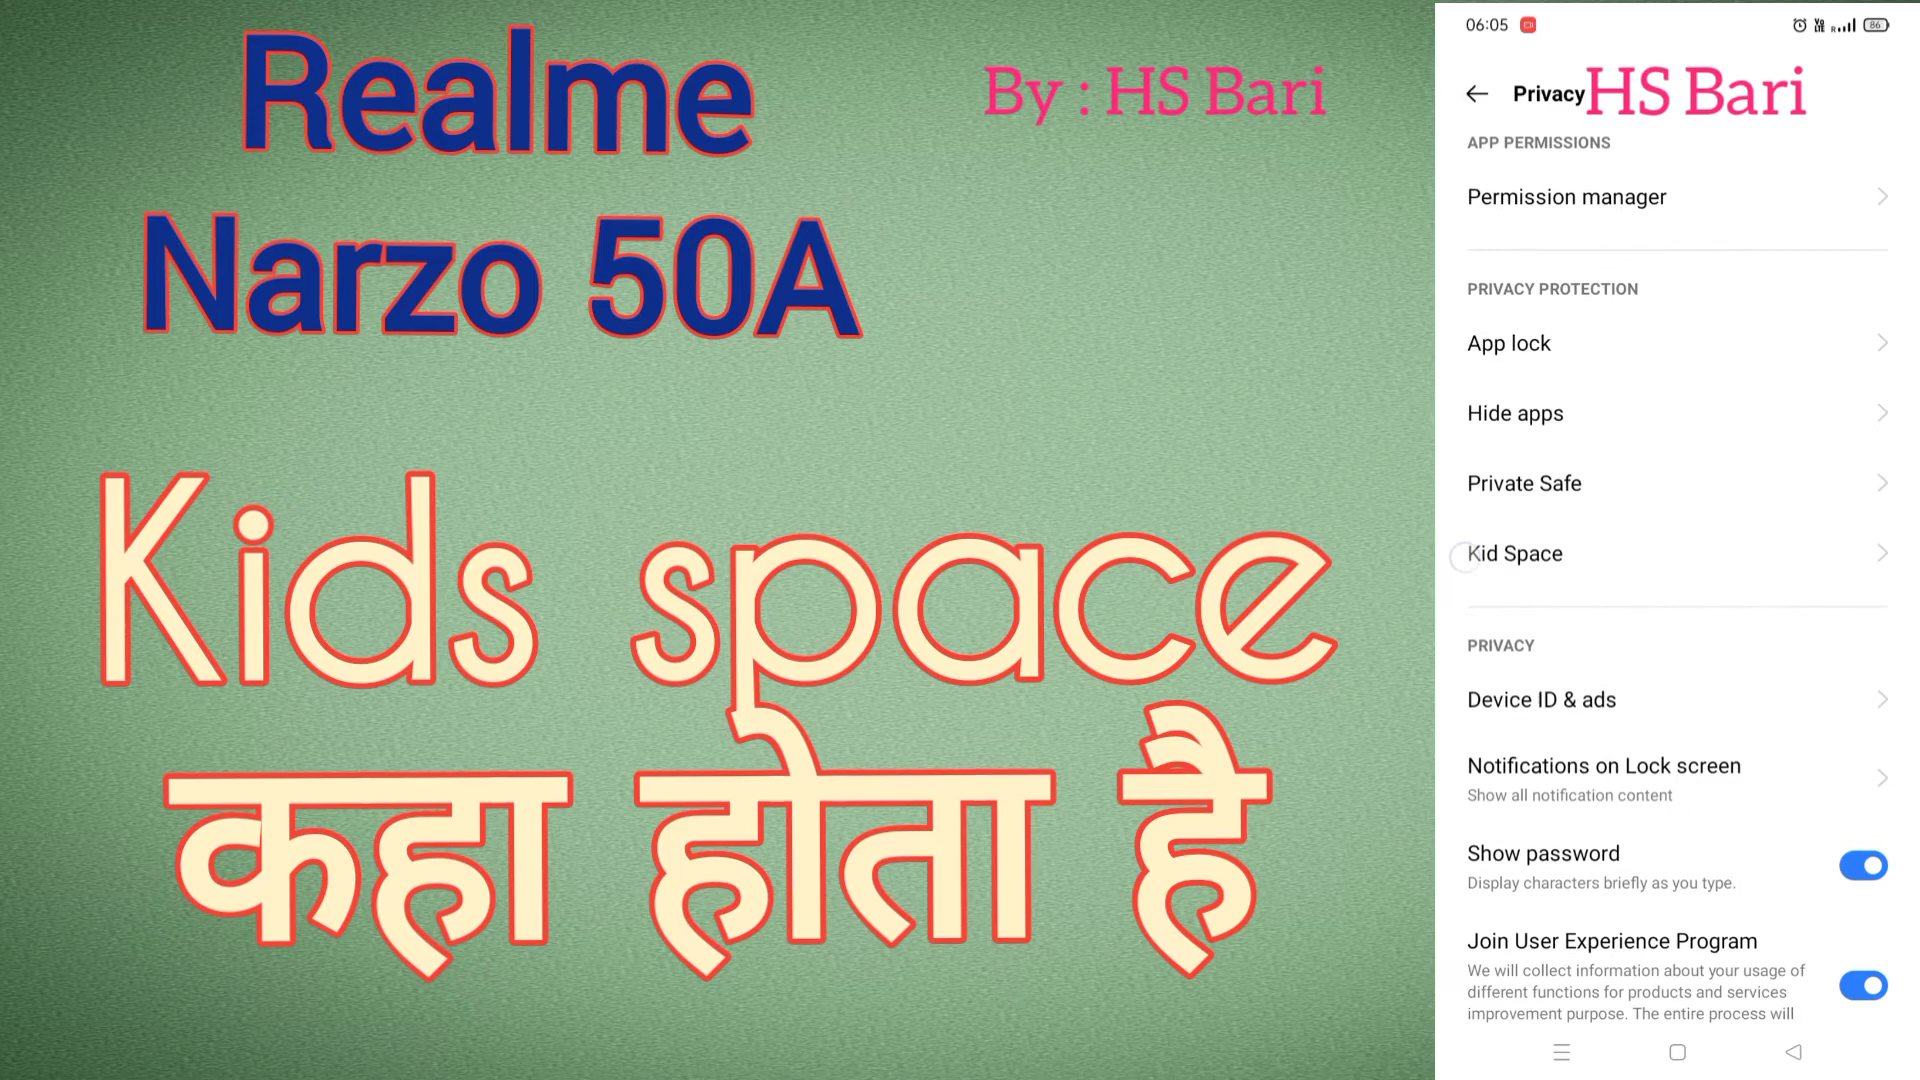 Realme
Narzo 50A
By : HS Bari
Kids space
कहा होता है
06:05
86
Privacy
HS Bari
APP PERMISSIONS
Permission manager
PRIVACY PROTECTION
App lock
Hide apps
Private Safe
Kid Space
PRIVACY
Device ID & ads
Notifications on Lock screen
Show all notification content
Show password
Display characters briefly as you type.
Join User Experience Program
We will collect information about your usage of
different functions for products and services
improvement purpose. The entire process will